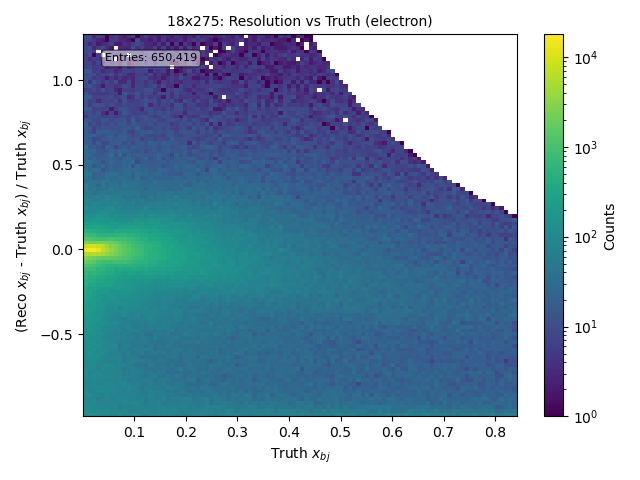 18x275: Resolution vs Truth (electron)
Entries: 650,419
(Reco x_bj - Truth x_bj) / Truth x_bj
1.0
0.5
0.0
−0.5
0.1 0.2 0.3 0.4 0.5 0.6 0.7 0.8
Truth x_bj
10^4
10^3
10^2
10^1
10^0
Counts